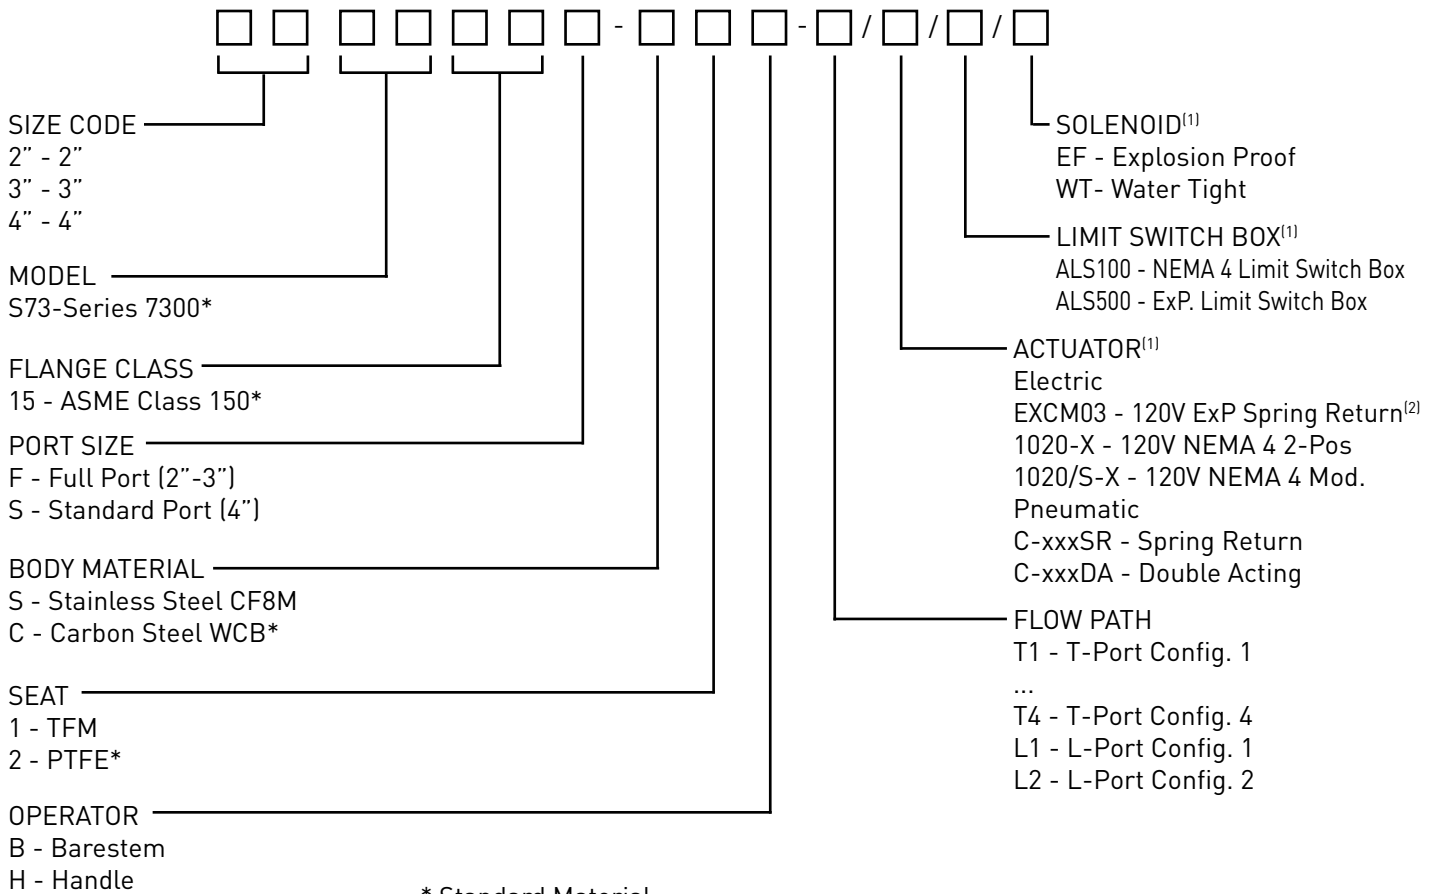 - - / / /
SIZE CODE
2” - 2”
3” - 3”
4” - 4”
MODEL
S73-Series 7300*
FLANGE CLASS
15 - ASME Class 150*
PORT SIZE
F - Full Port (2”-3”)
S - Standard Port (4”)
BODY MATERIAL
S - Stainless Steel CF8M
C - Carbon Steel WCB*
SEAT
1 - TFM
2 - PTFE*
OPERATOR
B - Barestem
H - Handle
* Standard Material
SOLENOID(1)
EF - Explosion Proof
WT- Water Tight
LIMIT SWITCH BOX(1)
ALS100 - NEMA 4 Limit Switch Box
ALS500 - ExP. Limit Switch Box
ACTUATOR(1)
Electric
EXCM03 - 120V ExP Spring Return(2)
1020-X - 120V NEMA 4 2-Pos
1020/S-X - 120V NEMA 4 Mod.
Pneumatic
C-xxxSR - Spring Return
C-xxxDA - Double Acting
FLOW PATH
T1 - T-Port Config. 1
...
T4 - T-Port Config. 4
L1 - L-Port Config. 1
L2 - L-Port Config. 2